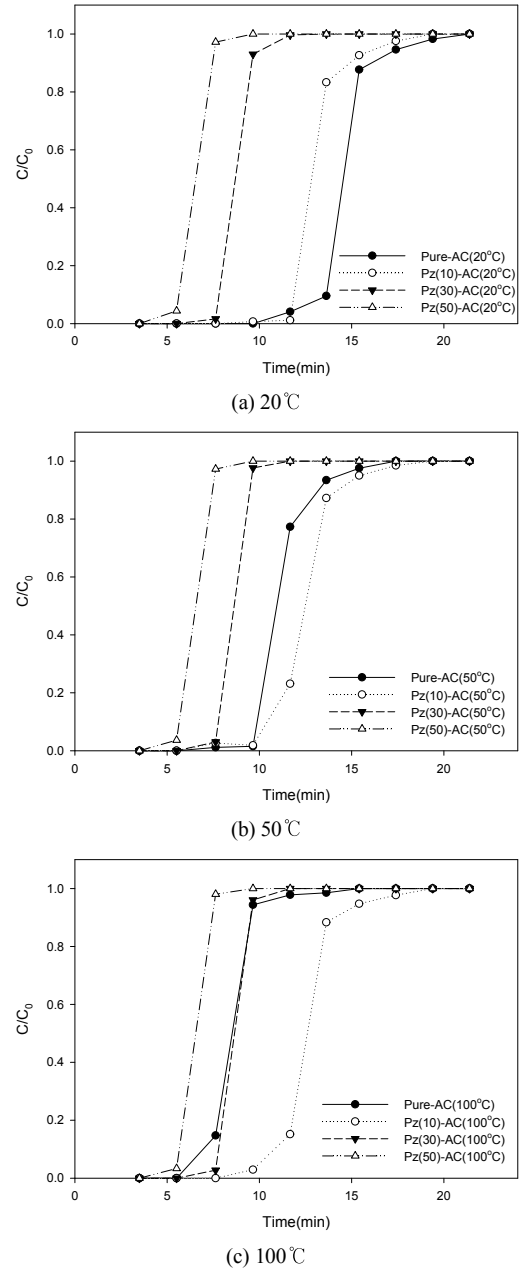 1.0
0.8
0.6
0.4
0.2
0.0
C/C0
Pure-AC(20°C)
Pz(10)-AC(20°C)
Pz(30)-AC(20°C)
Pz(50)-AC(20°C)
0 5 10 15 20
Time(min)
(a) 20℃
1.0
0.8
0.6
0.4
0.2
0.0
C/C0
Pure-AC(50°C)
Pz(10)-AC(50°C)
Pz(30)-AC(50°C)
Pz(50)-AC(50°C)
0 5 10 15 20
Time(min)
(b) 50℃
1.0
0.8
0.6
0.4
0.2
0.0
C/C0
Pure-AC(100°C)
Pz(10)-AC(100°C)
Pz(30)-AC(100°C)
Pz(50)-AC(100°C)
0 5 10 15 20
Time(min)
(c) 100℃